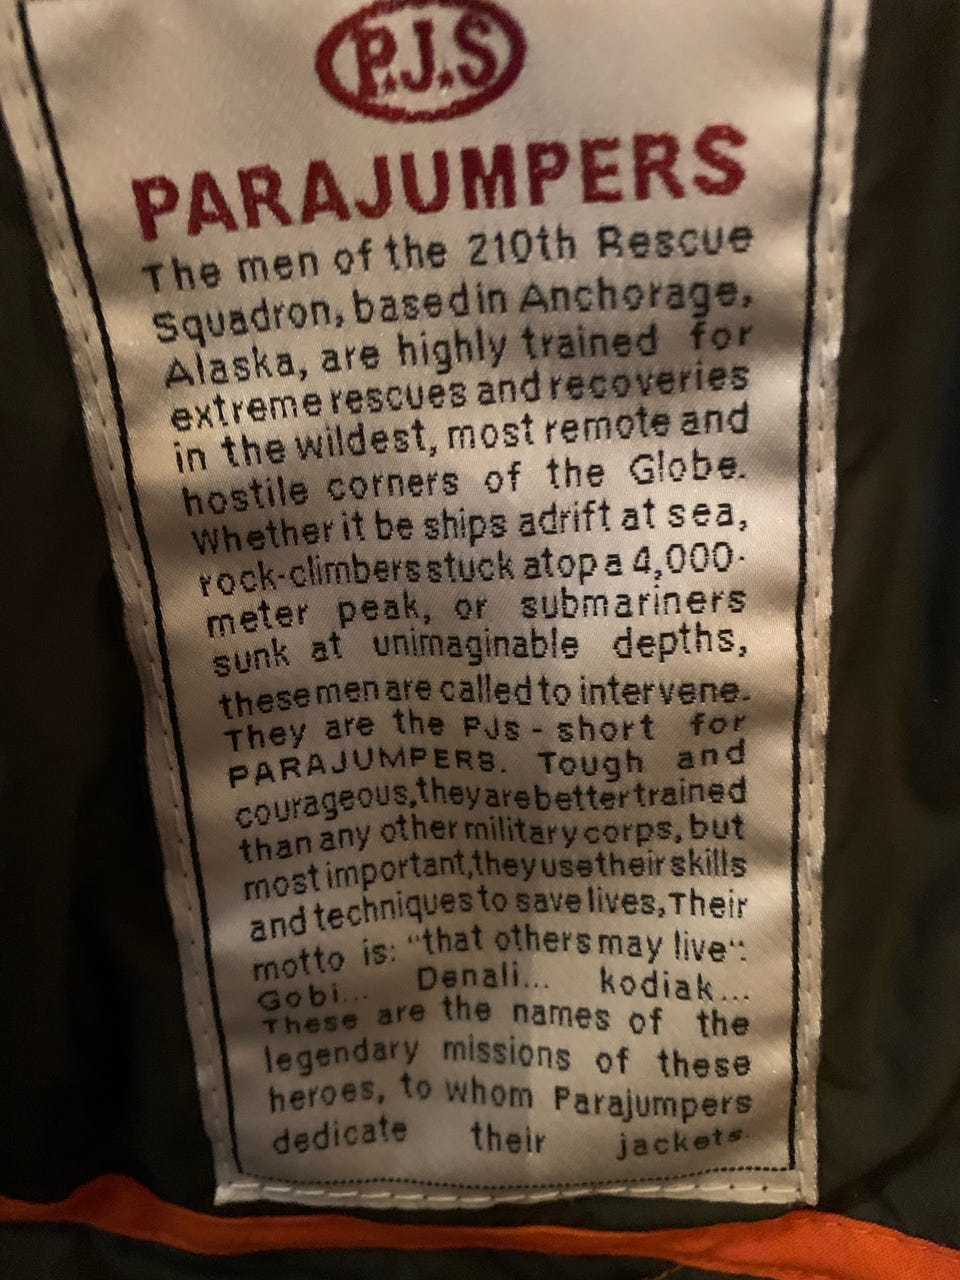 P.J.S
PARAJUMPERS
The men of the 210th Rescue
Squadron, based in Anchorage,
Alaska, are highly trained for
extreme rescues and recoveries
in the wildest, most remote and
hostile corners of the Globe.
Whether it be ships adrift at sea,
rock-climbers stuck atop a 4,000-
meter peak, or submariners
sunk at unimaginable depths,
these men are called to intervene.
They are the PJs - short for
PARAJUMPERS. Tough and
courageous, they are better trained
than any other military corps, but
most important, they use their skills
and techniques to save lives, Their
motto is: "that others may live":
Gobi... Denali... kodiak...
These are the names of the
legendary missions of these
heroes, to whom Parajumpers
dedicate their jackets.